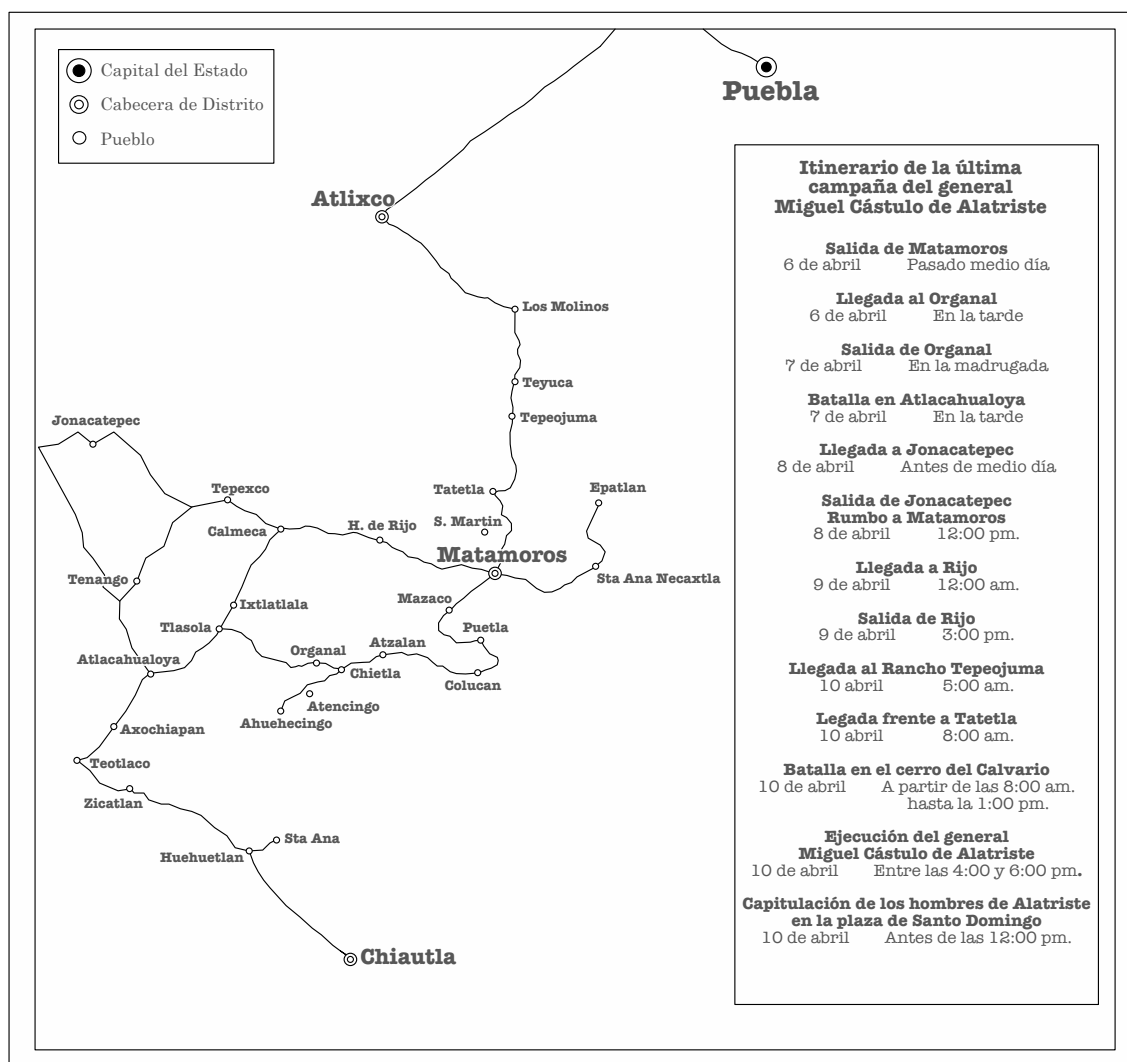 Capital del Estado
Cabecera de Distrito
Pueblo
Puebla
Atlixco
Los Molinos
Teyuca
Tepeojuma
Jonacatepec
Tatetla
Epatlan
Tepexco
S. Martin
H. de Rijo
Calmeca
Matamoros
Tenango
Sta Ana Necaxtla
Ixtlatlala
Mazaco
Tlasola
Puetla
Atzalan
Organal
Atlacahualoya
Chietla
Colucan
Atencingo
Ahuehecingo
Axochiapan
Teotlaco
Zicatlan
Sta Ana
Huehuetlan
Chiautla
Itinerario de la última
campaña del general
Miguel Cástulo de Alatriste
Salida de Matamoros
6 de abril Pasado medio día
Llegada al Organal
6 de abril En la tarde
Salida de Organal
7 de abril En la madrugada
Batalla en Atlacahualoya
7 de abril En la tarde
Llegada a Jonacatepec
8 de abril Antes de medio día
Salida de Jonacatepec
Rumbo a Matamoros
8 de abril 12:00 pm.
Llegada a Rijo
9 de abril 12:00 am.
Salida de Rijo
9 de abril 3:00 pm.
Llegada al Rancho Tepeojuma
10 abril 5:00 am.
Legada frente a Tatetla
10 abril 8:00 am.
Batalla en el cerro del Calvario
10 de abril A partir de las 8:00 am.
hasta la 1:00 pm.
Ejecución del general
Miguel Cástulo de Alatriste
10 de abril Entre las 4:00 y 6:00 pm.
Capitulación de los hombres de Alatriste
en la plaza de Santo Domingo
10 de abril Antes de las 12:00 pm.